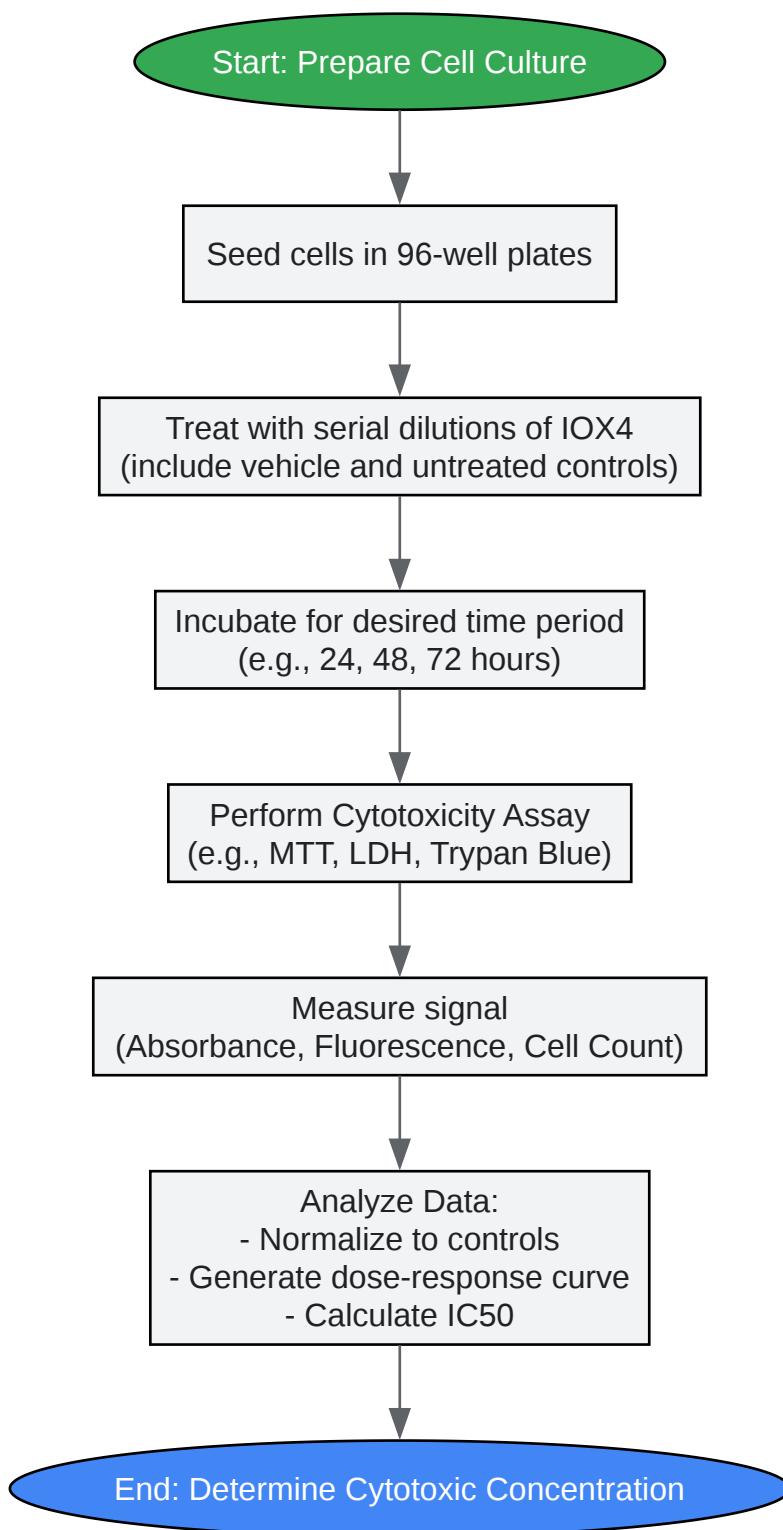 Start: Prepare Cell Culture
Seed cells in 96-well plates
Treat with serial dilutions of IOX4
(include vehicle and untreated controls)
Incubate for desired time period
(e.g., 24, 48, 72 hours)
Perform Cytotoxicity Assay
(e.g., MTT, LDH, Trypan Blue)
Measure signal
(Absorbance, Fluorescence, Cell Count)
Analyze Data:
- Normalize to controls
- Generate dose-response curve
- Calculate IC50
End: Determine Cytotoxic Concentration